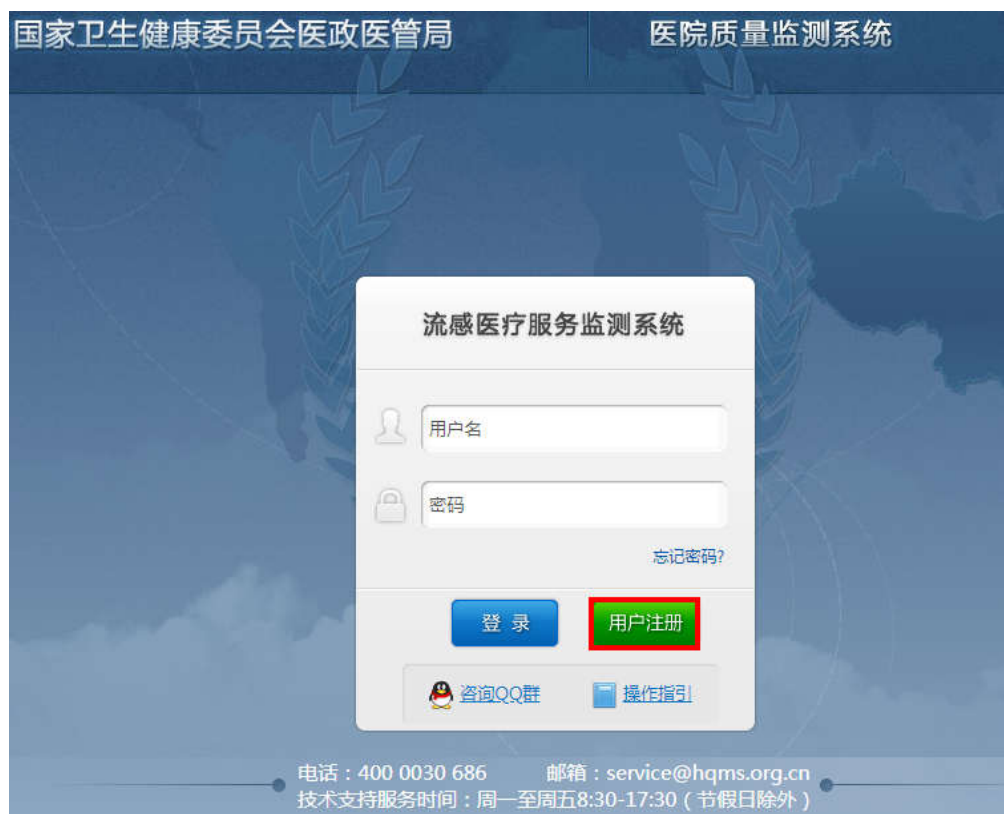 国家卫生健康委员会医政医管局 医院质量监测系统
流感医疗服务监测系统
用户名
密码
忘记密码?
登 录 用户注册
咨询QQ群 操作指引
电话：400 0030 686 邮箱：service@hqms.org.cn
技术支持服务时间：周一至周五8:30-17:30（节假日除外）